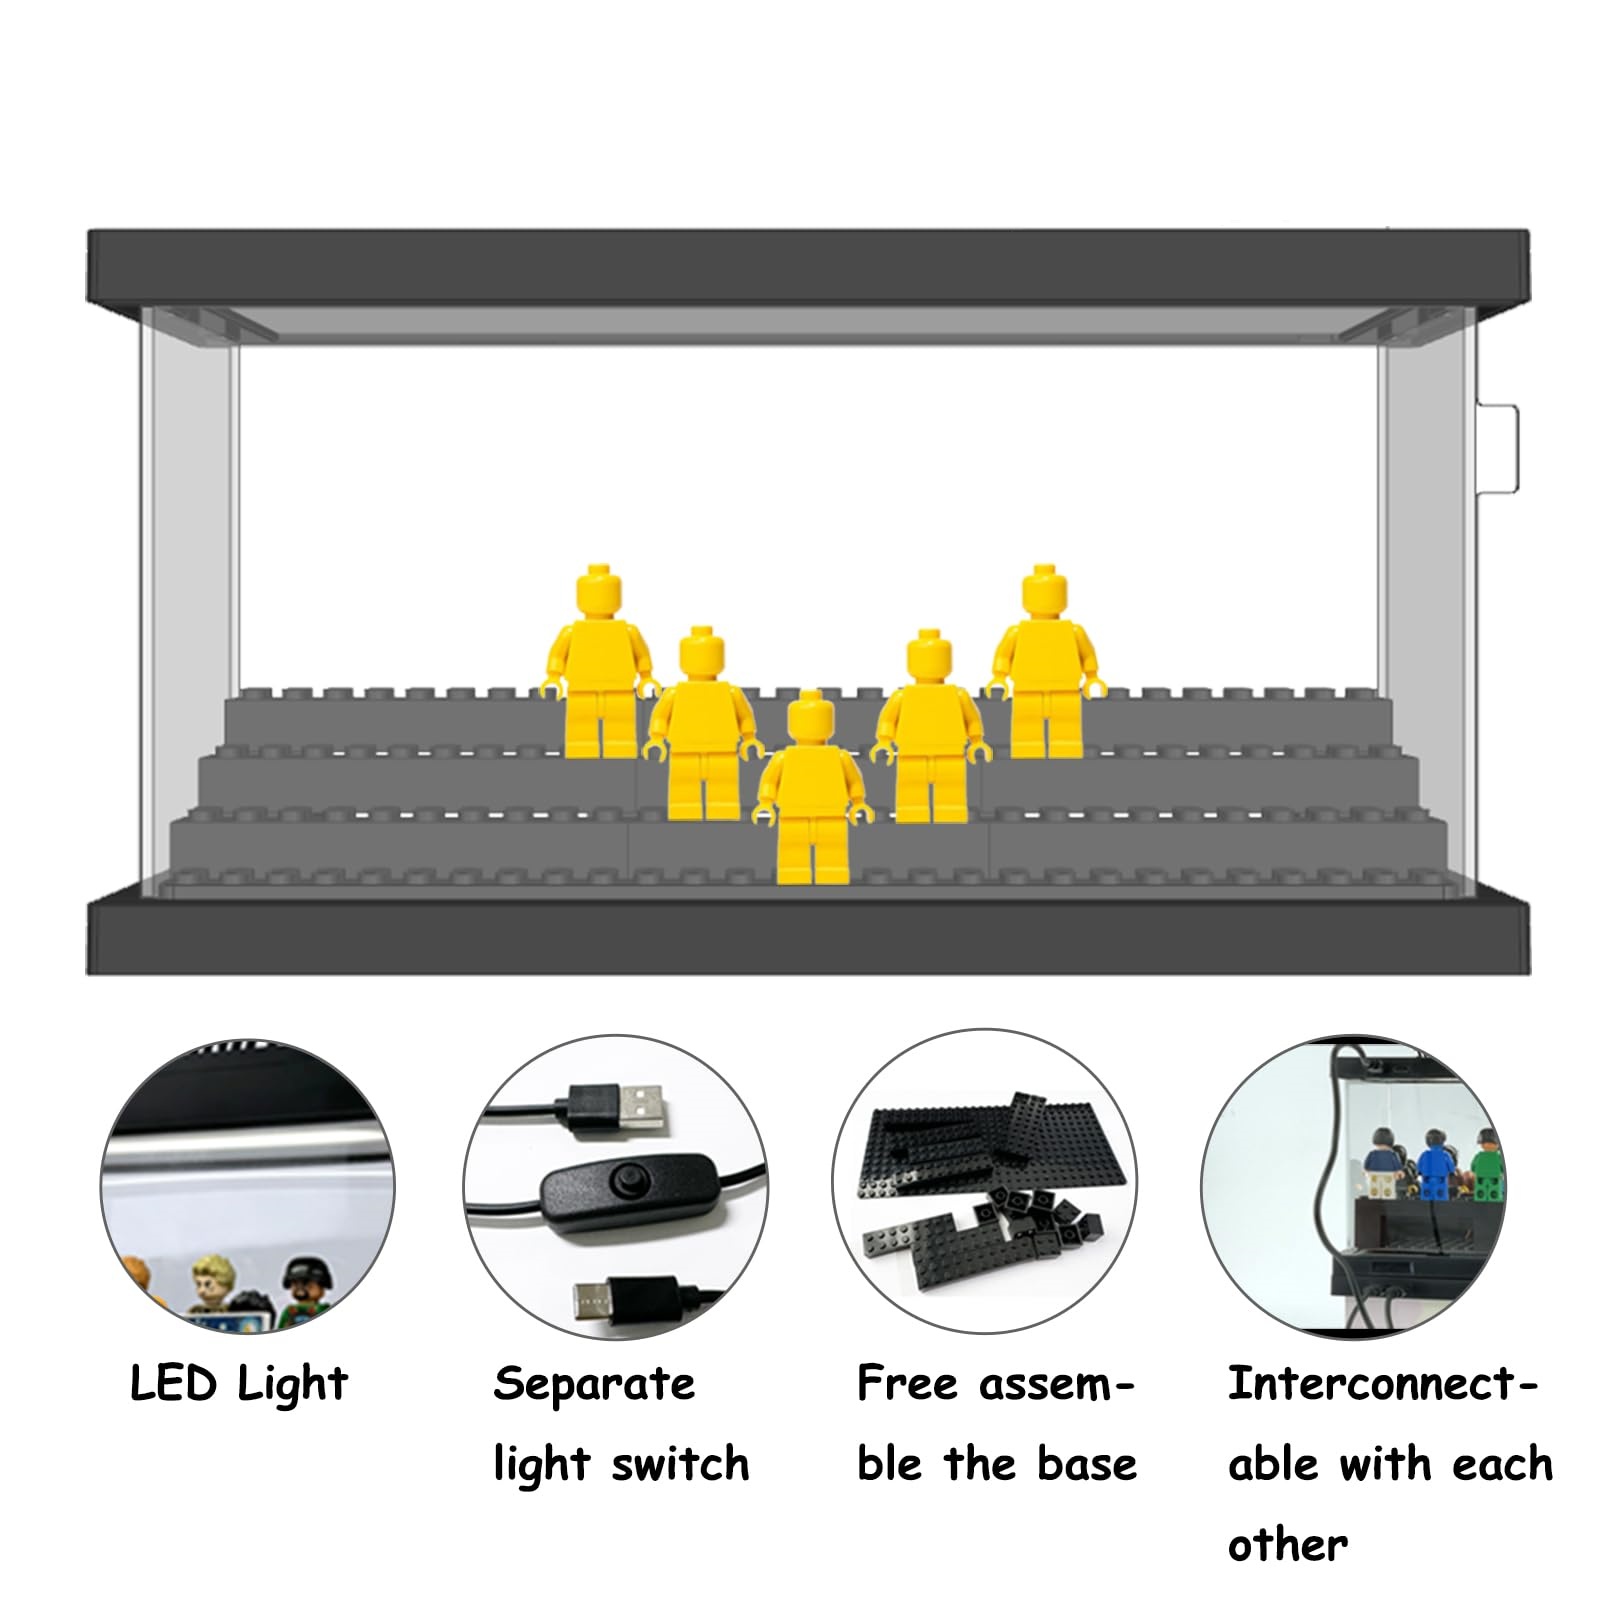 LED Light
Separate
light switch
Free assem-
ble the base
Interconnect-
able with each
other